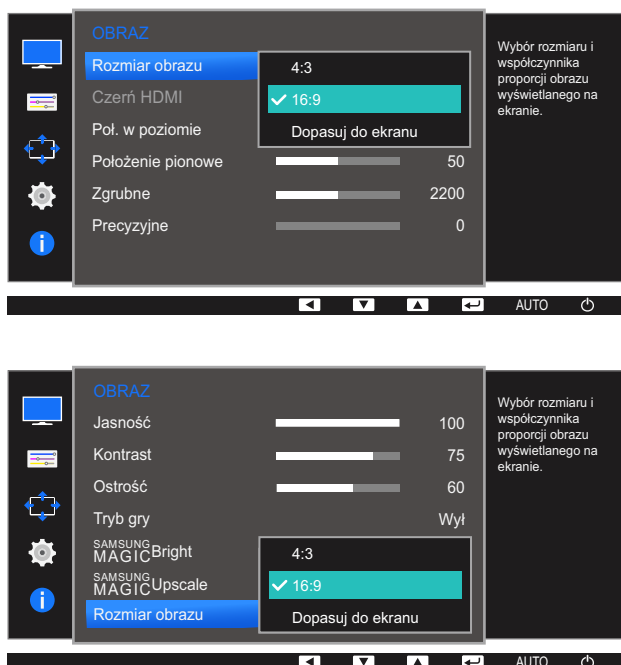 OBRAZ
Rozmiar obrazu
4:3
Czerń HDMI
16:9
Poł. w poziomie
Dopasuj do ekranu
Położenie pionowe 50
Zgrubne 2200
Precyzyjne 0
Wybór rozmiaru i
współczynnika
proporcji obrazu
wyświetlanego na
ekranie.
AUTO
OBRAZ
Jasność 100
Kontrast 75
Ostrość 60
Tryb gry Wył
SAMSUNG
MAGICBright
4:3
SAMSUNG
MAGICUpscale
16:9
Rozmiar obrazu
Dopasuj do ekranu
Wybór rozmiaru i
współczynnika
proporcji obrazu
wyświetlanego na
ekranie.
AUTO